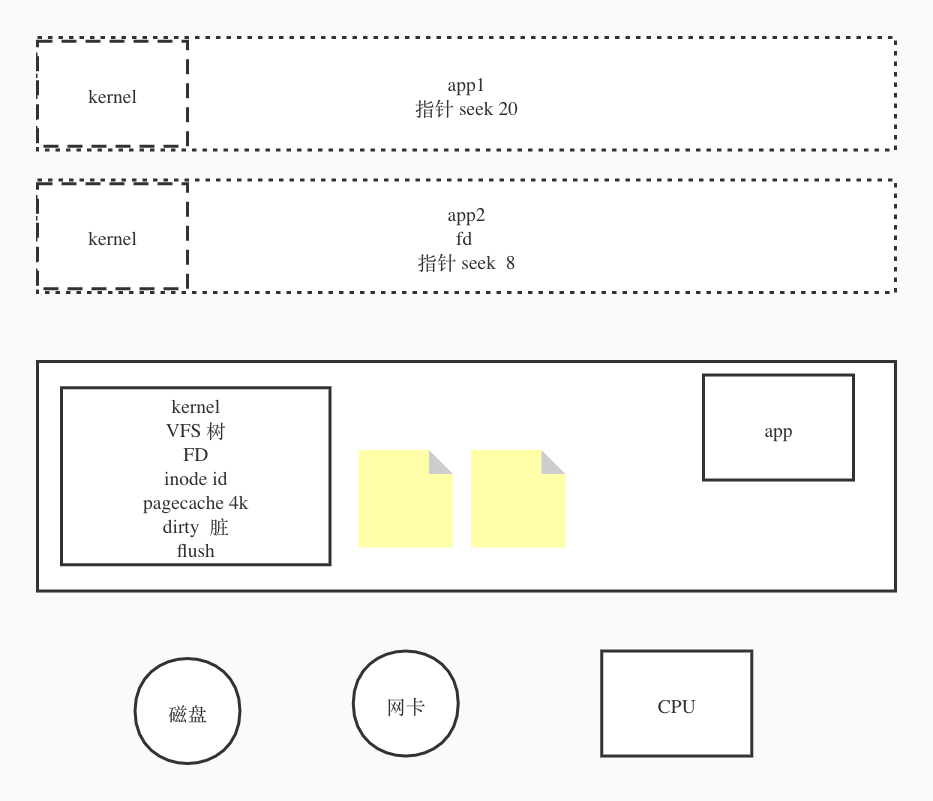 kernel
app1
指针 seek 20
kernel
app2
fd
指针 seek  8
kernel
VFS 树
FD
inode id
pagecache 4k
dirty  脏
flush
app
磁盘
网卡
CPU